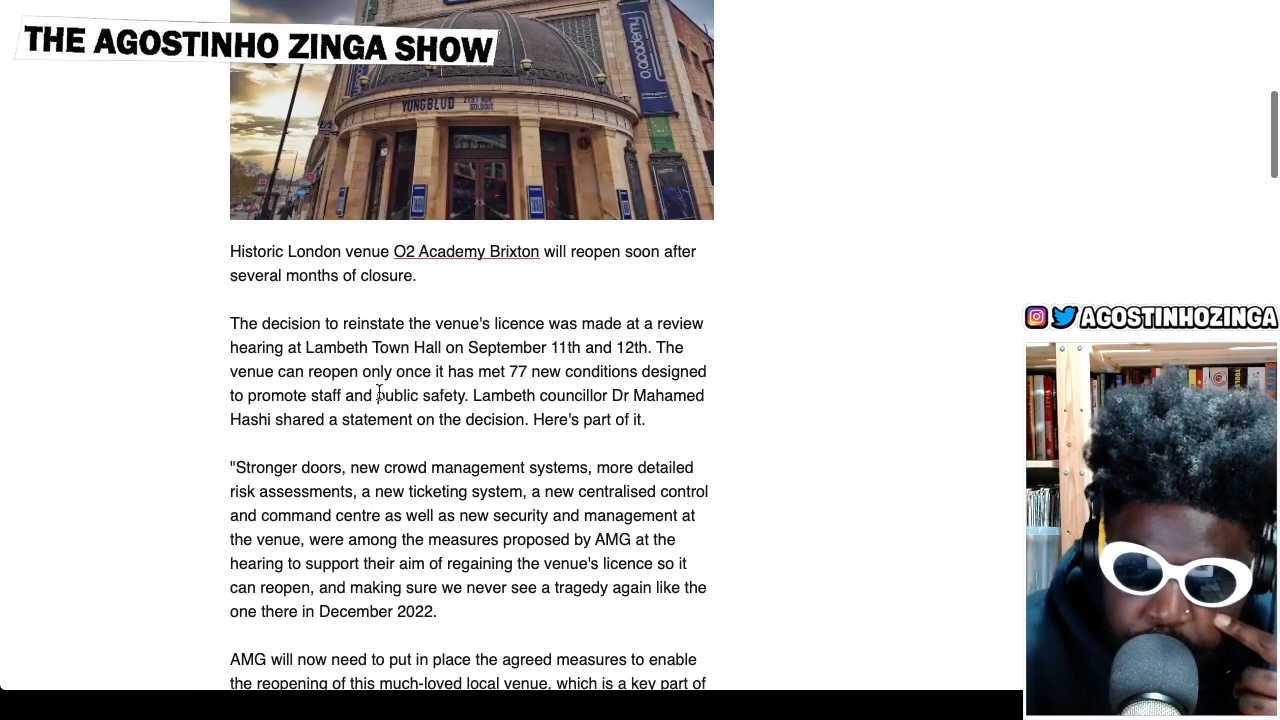 THE AGOSTINHO ZINGA SHOW
O2 academy
YUNGBLUD
Historic London venue O2 Academy Brixton will reopen soon after
several months of closure.
The decision to reinstate the venue's licence was made at a review
hearing at Lambeth Town Hall on September 11th and 12th. The
venue can reopen only once it has met 77 new conditions designed
to promote staff and public safety. Lambeth councillor Dr Mahamed
Hashi shared a statement on the decision. Here's part of it.
"Stronger doors, new crowd management systems, more detailed
risk assessments, a new ticketing system, a new centralised control
and command centre as well as new security and management at
the venue, were among the measures proposed by AMG at the
hearing to support their aim of regaining the venue's licence so it
can reopen, and making sure we never see a tragedy again like the
one there in December 2022.
AMG will now need to put in place the agreed measures to enable
the reopening of this much-loved local venue, which is a key part of
AGOSTINHOZINGA